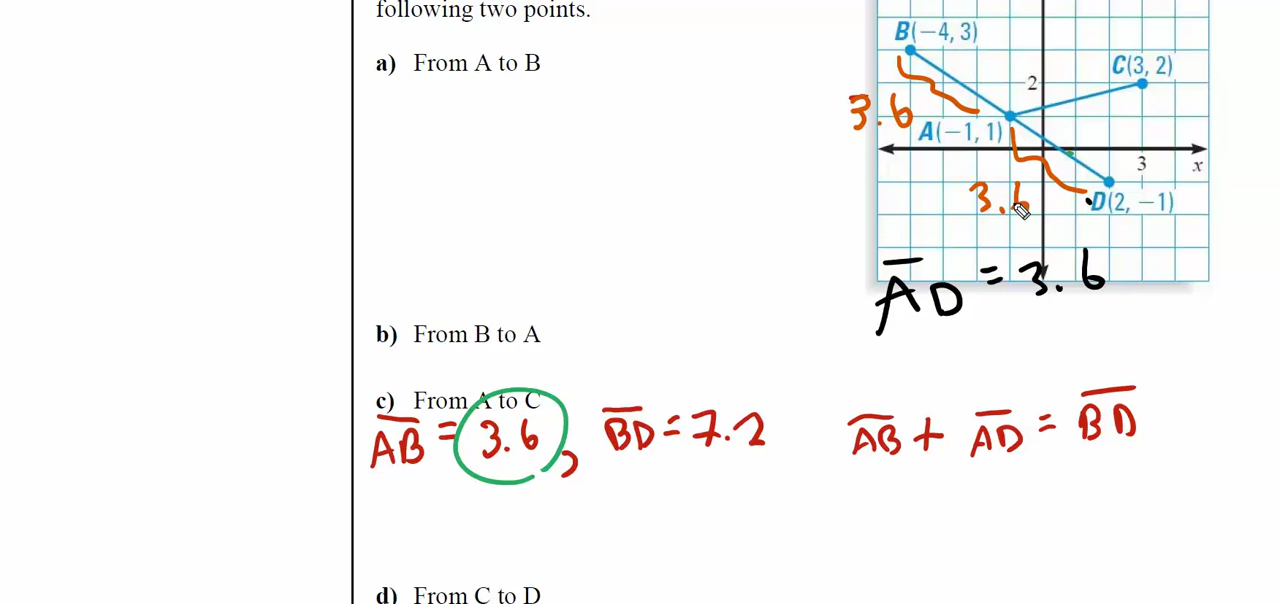 following two points.
a) From A to B
B(−4, 3)
C(3, 2)
2
3.6
A(−1, 1)
3
x
3.6
D(2, −1)
AD = 3.6
b) From B to A
c) From A to C
AB = 3.6, BD = 7.2 AB + AD = BD
d) From C to D